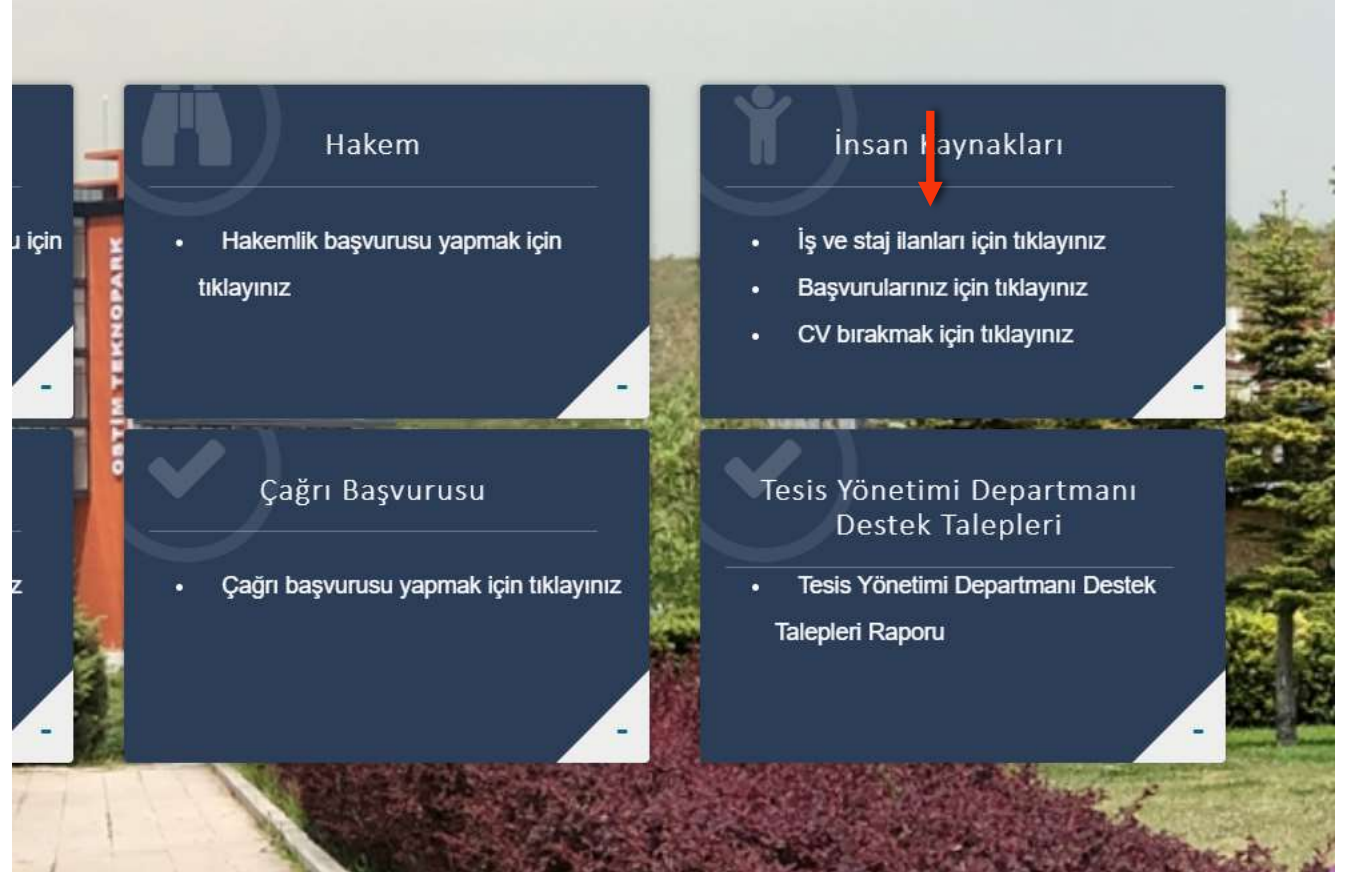 Hakem
İnsan Kaynakları
u için
Hakemlik başvurusu yapmak için
tıklayınız
İş ve staj ilanları için tıklayınız
Başvurularınız için tıklayınız
CV bırakmak için tıklayınız
OSTİM TEKNOPARK
Çağrı Başvurusu
Tesis Yönetimi Departmanı
Destek Talepleri
z
Çağrı başvurusu yapmak için tıklayınız
Tesis Yönetimi Departmanı Destek
Talepleri Raporu